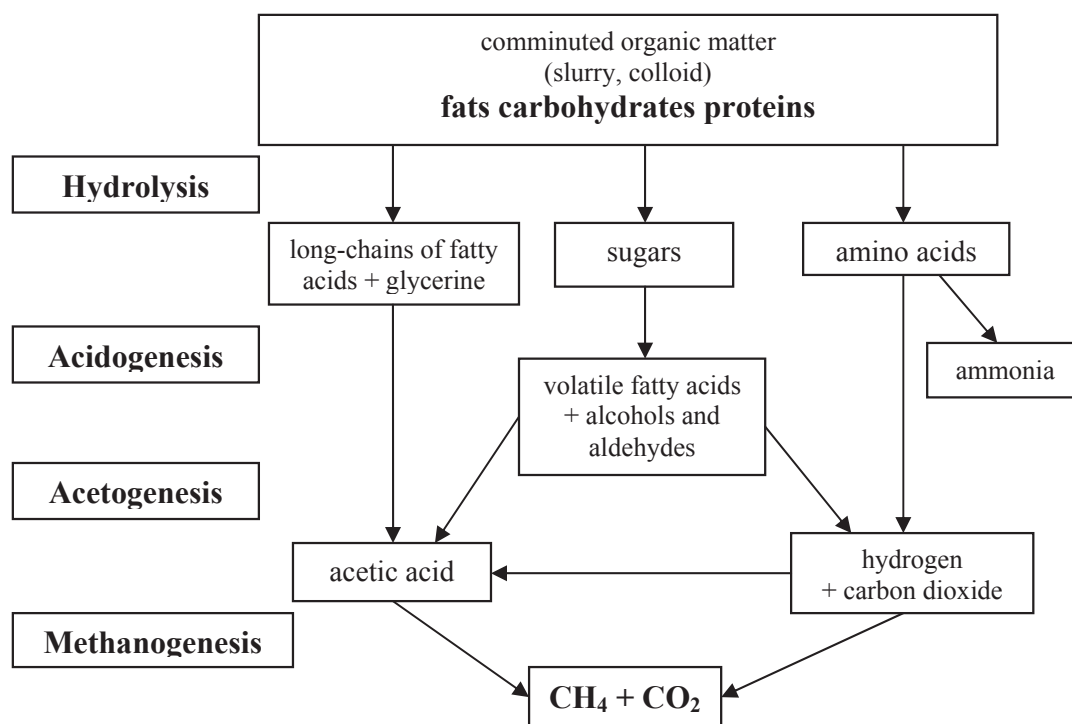 comminuted organic matter
(slurry, colloid)
fats carbohydrates proteins
Hydrolysis
long-chains of fatty
acids + glycerine
sugars
amino acids
Acidogenesis
volatile fatty acids
+ alcohols and
aldehydes
ammonia
Acetogenesis
acetic acid
hydrogen
+ carbon dioxide
Methanogenesis
CH₄ + CO₂